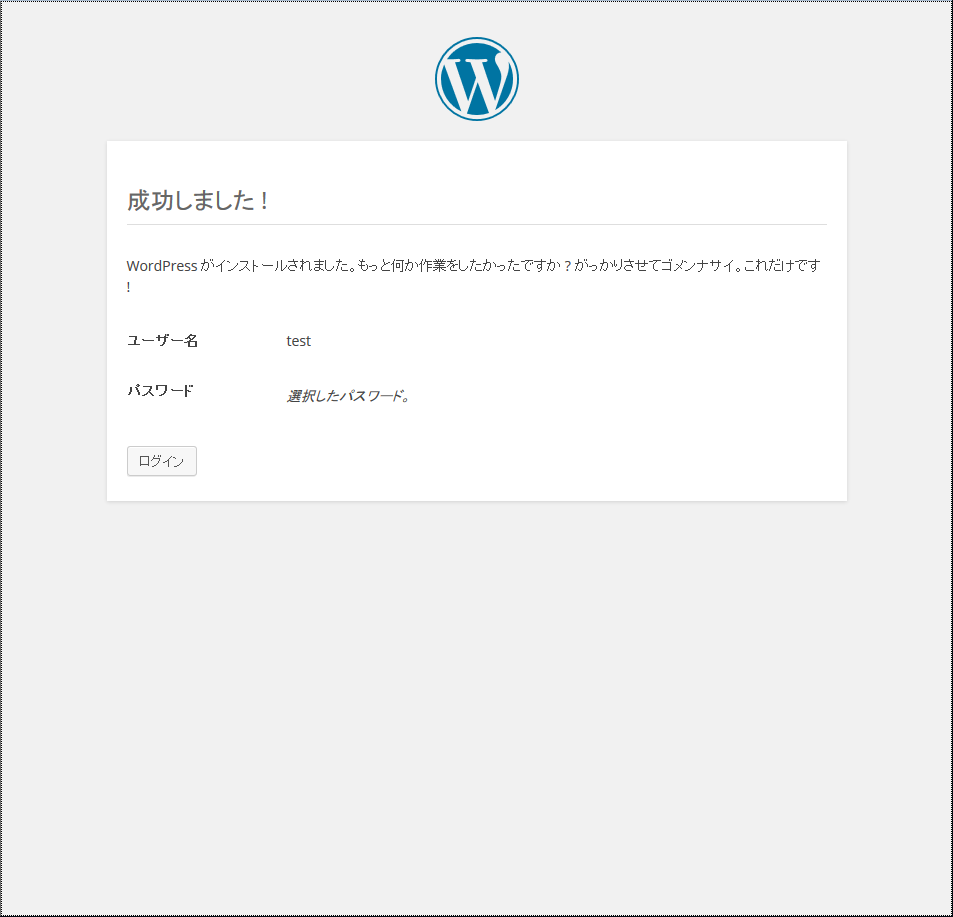 成功しました !
WordPress がインストールされました。もっと何か作業をしたかったですか ? がっかりさせてゴメンナサイ。これだけです
!
ユーザー名 test
パスワード 選択したパスワード。
ログイン